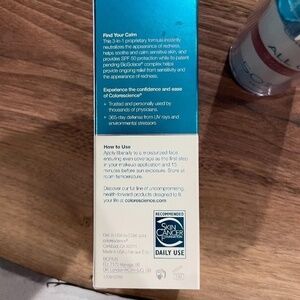 Find Your Calm
This 3-in-1 proprietary formula instantly
neutralizes the appearance of redness,
helps soothe and calm sensitive skin, and
provides SPF 50 protection while its patent
pending BioSolace® complex helps
provide ongoing relief from sensitivity and
the appearance of redness.
Experience the confidence and ease
of Colorescience®
• Trusted and personally used by
thousands of physicians.
• 365-day defense from UV rays and
environmental stressors
How to Use
Apply liberally to a moisturized face
ensuring even coverage as the first step
in your makeup application and 15
minutes before sun exposure. Store at
room temperature.
Discover our full line of uncompromising,
health-forward products designed to
fit your life at colorescience.com
RECOMMENDED
SKIN
CANCER
FOUNDATION
DAILY USE
colorescience®
Carlsbad, CA
ALL